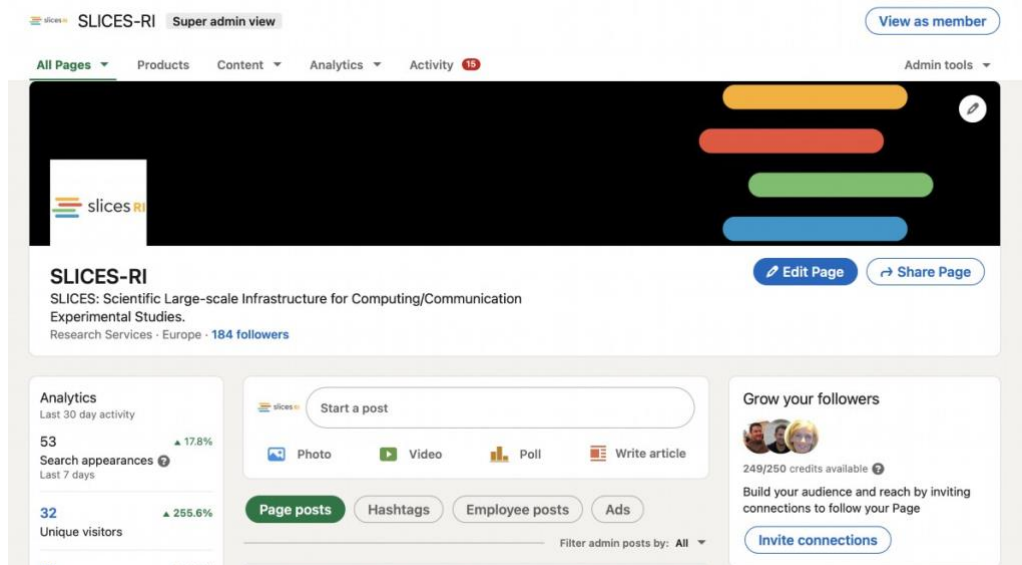 slices RI SLICES-RI Super admin view View as member
All Pages Products Content Analytics Activity 15 Admin tools
slices RI
SLICES-RI
Edit Page Share Page
SLICES: Scientific Large-scale Infrastructure for Computing/Communication
Experimental Studies.
Research Services · Europe · 184 followers
Analytics
Last 30 day activity
53 17.8%
Search appearances ?
Last 7 days
32 255.6%
Unique visitors
slices RI Start a post
Photo Video Poll Write article
Page posts Hashtags Employee posts Ads
Filter admin posts by: All
Grow your followers
249/250 credits available ?
Build your audience and reach by inviting
connections to follow your Page
Invite connections